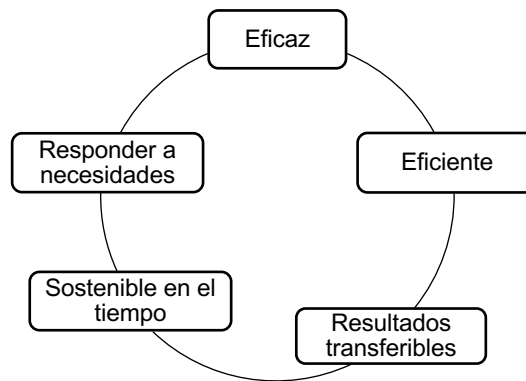 Eficaz
Eficiente
Resultados
transferibles
Sostenible en el
tiempo
Responder a
necesidades